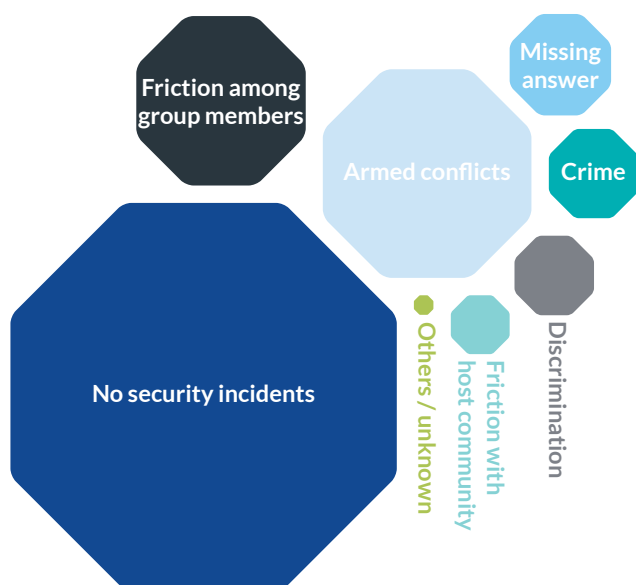 Missing
answer
Friction among
group members
Armed conflicts
Crime
No security incidents
Others / unknown
Friction with
host community
Discrimination